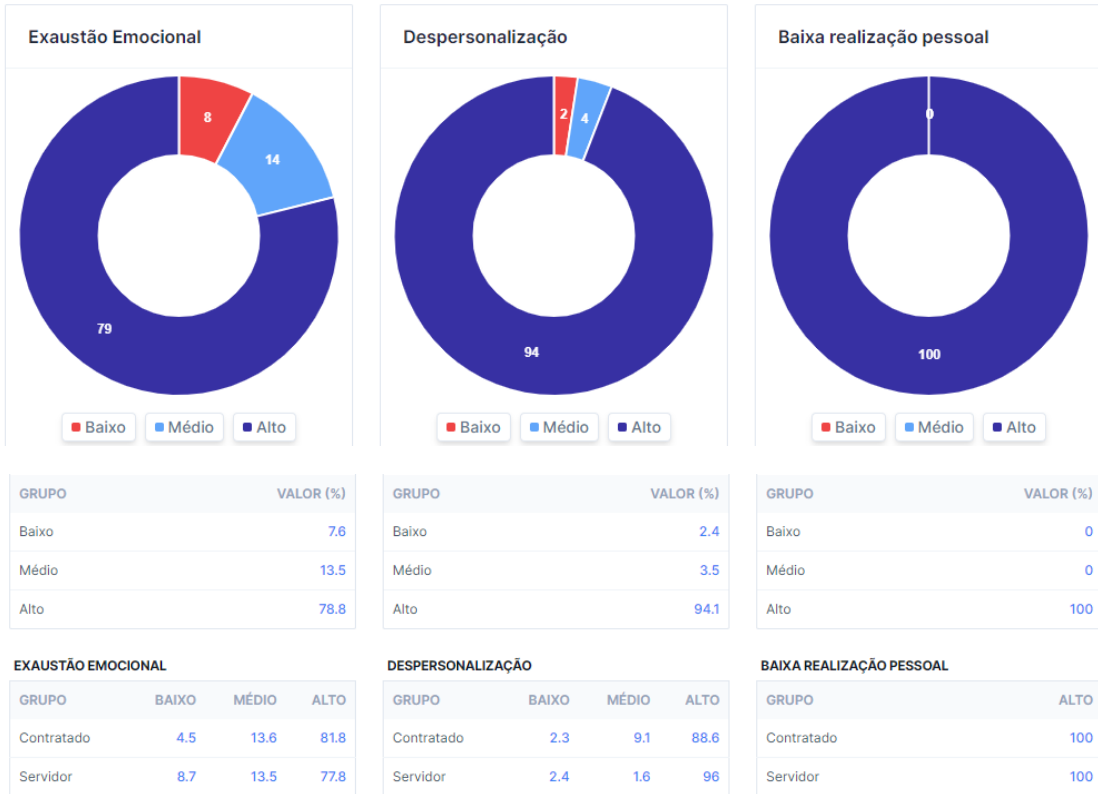 Exaustão Emocional
8
14
79
Baixo Médio Alto
Despersonalização
2
4
94
Baixo Médio Alto
Baixa realização pessoal
0
100
Baixo Médio Alto
GRUPO VALOR (%)
Baixo 7.6
Médio 13.5
Alto 78.8
GRUPO VALOR (%)
Baixo 2.4
Médio 3.5
Alto 94.1
GRUPO VALOR (%)
Baixo 0
Médio 0
Alto 100
EXAUSTÃO EMOCIONAL
GRUPO BAIXO MÉDIO ALTO
Contratado 4.5 13.6 81.8
Servidor 8.7 13.5 77.8
DESPERSONALIZAÇÃO
GRUPO BAIXO MÉDIO ALTO
Contratado 2.3 9.1 88.6
Servidor 2.4 1.6 96
BAIXA REALIZAÇÃO PESSOAL
GRUPO ALTO
Contratado 100
Servidor 100